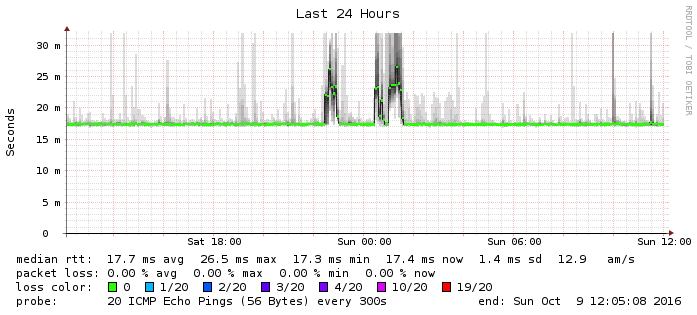 Last 24 Hours
RRDTOOL / TOBI OETIKER
Seconds
30 m
25 m
20 m
15 m
10 m
5 m
0
Sat 18:00 Sun 00:00 Sun 06:00 Sun 12:00
median rtt: 17.7 ms avg 26.5 ms max 17.3 ms min 17.4 ms now 1.4 ms sd 12.9 am/s
packet loss: 0.00 % avg 0.00 % max 0.00 % min 0.00 % now
loss color: 0 1/20 2/20 3/20 4/20 10/20 19/20
probe: 20 ICMP Echo Pings (56 Bytes) every 300s end: Sun Oct 9 12:05:08 2016